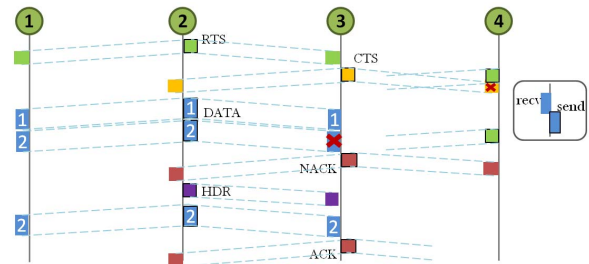 1 2 3 4
RTS
CTS
recv
send
1 1 DATA 1
2 2
NACK
HDR
2 2 2
ACK